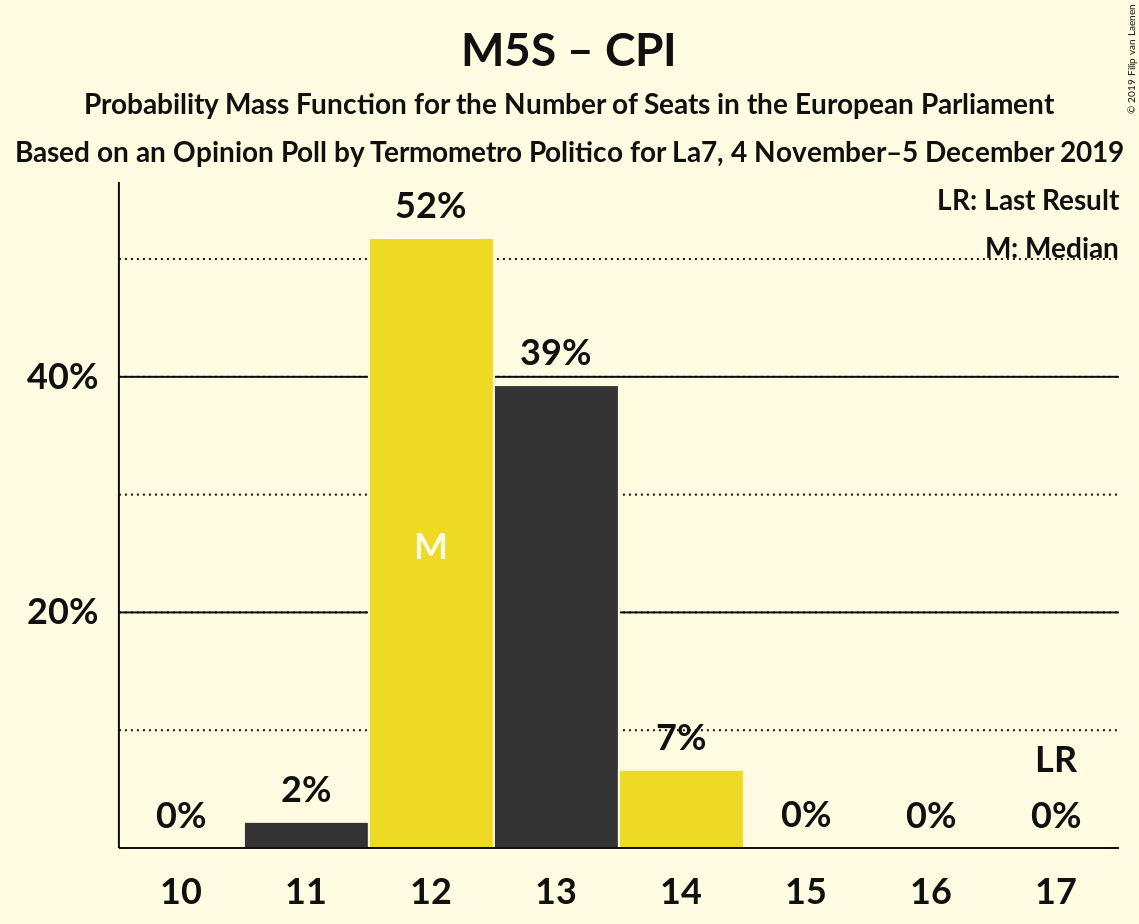 M5S – CPI
Probability Mass Function for the Number of Seats in the European Parliament
Based on an Opinion Poll by Termometro Politico for La7, 4 November–5 December 2019
© 2019 Filip van Laenen
LR: Last Result
M: Median
52%
39%
40%
M
20%
7%
LR
2%
0%
0%
0%
0%
10 11 12 13 14 15 16 17